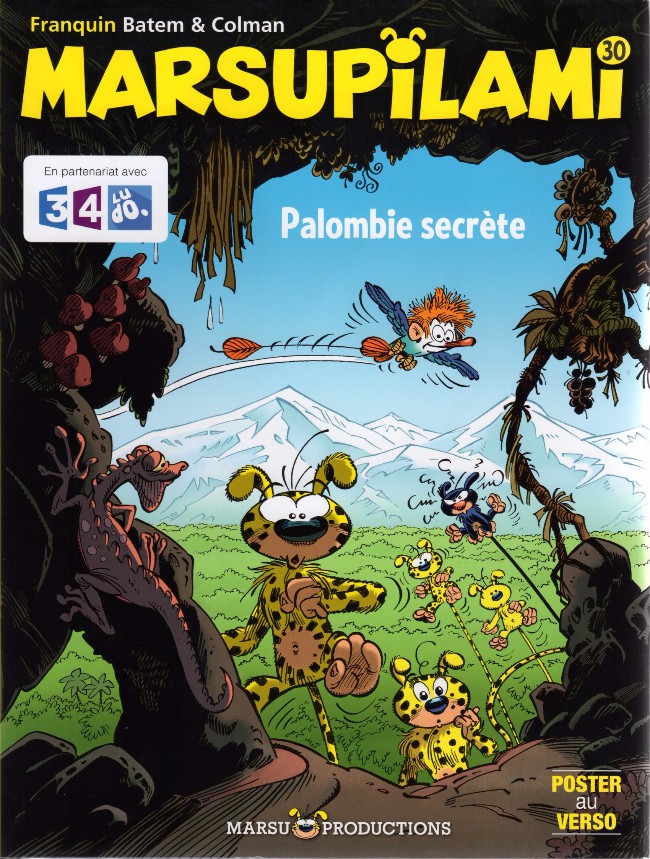 Franquin Batem & Colman
MARSUPILAMI
30
En partenariat avec
3 4 LUDO.
Palombie secrète
POSTER
au
VERSO
MARSU PRODUCTIONS